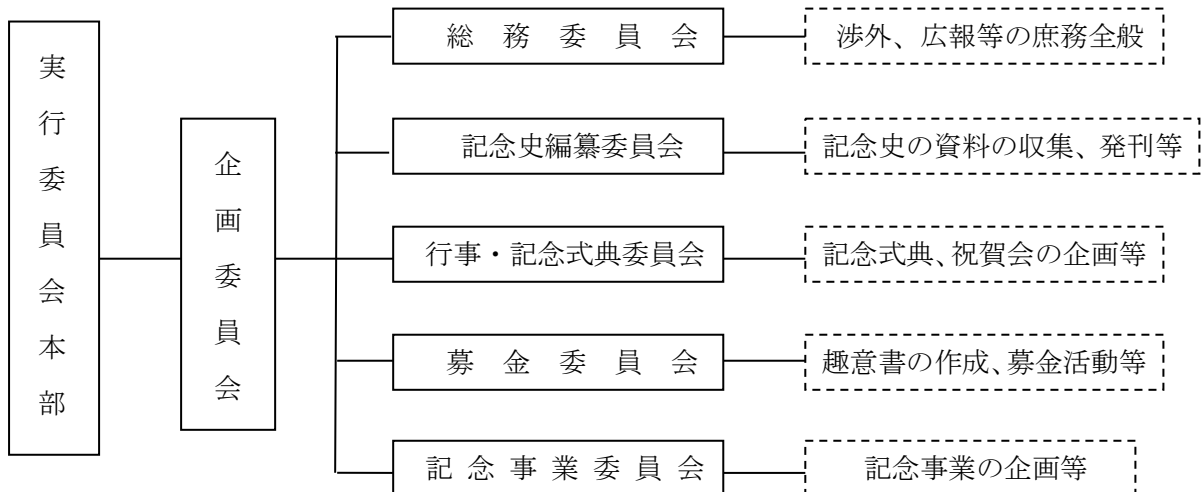 実行委員会本部
企画委員会
総務委員会
渉外、広報等の庶務全般
記念史編纂委員会
記念史の資料の収集、発刊等
行事・記念式典委員会
記念式典、祝賀会の企画等
募金委員会
趣意書の作成、募金活動等
記念事業委員会
記念事業の企画等